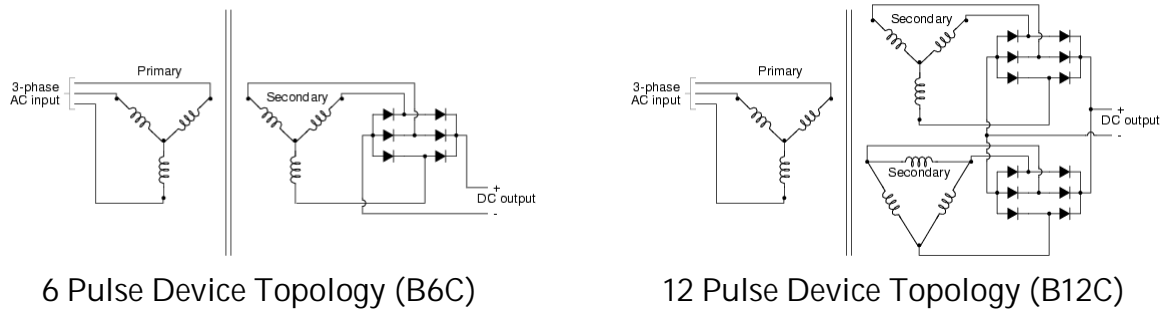 Primary
3-phase
AC input
Secondary
+
DC output
-
6 Pulse Device Topology (B6C)
Secondary
Primary
3-phase
AC input
+
DC output
-
Secondary
12 Pulse Device Topology (B12C)